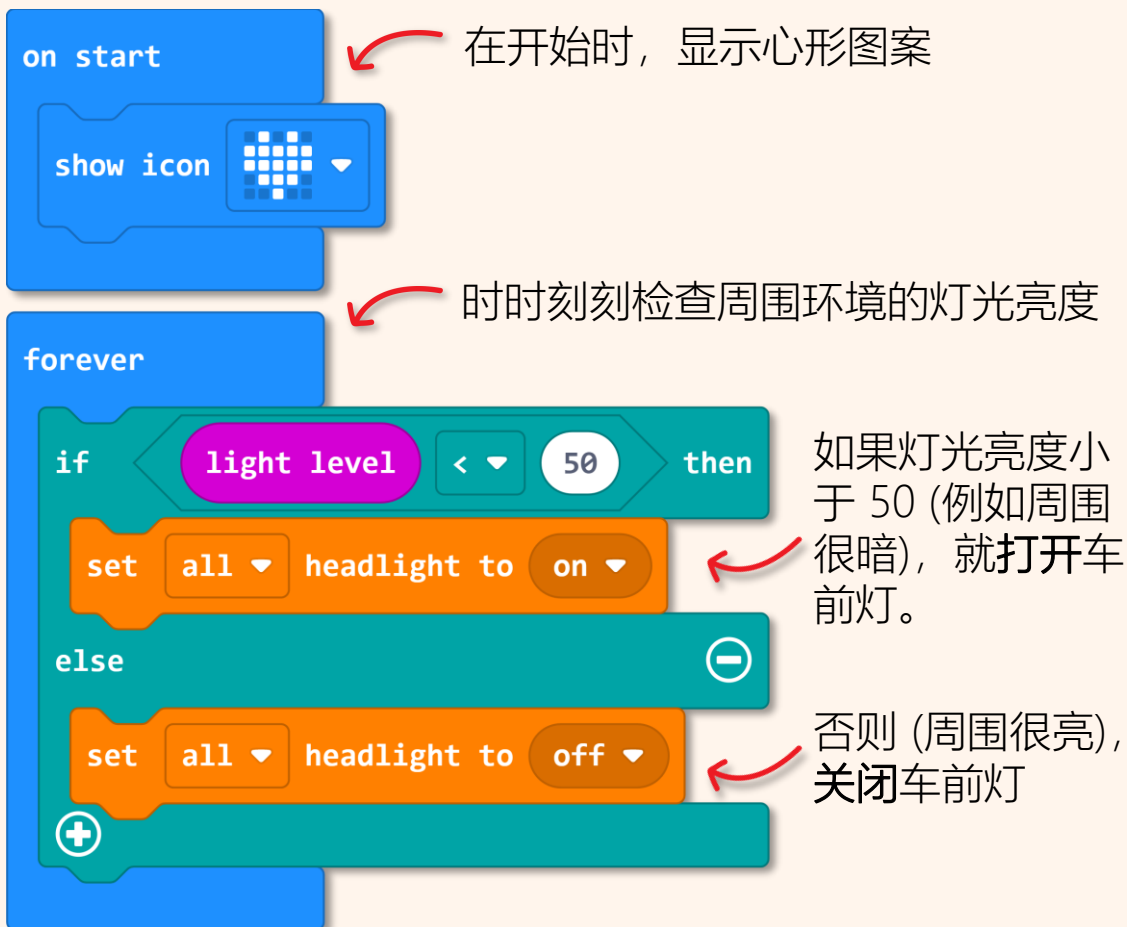 on start
在开始时，显示心形图案
show icon
时时刻刻检查周围环境的灯光亮度
forever
if light level < 50 then
如果灯光亮度小
于 50 (例如周围
很暗)，就打开车
前灯。
set all headlight to on
else
set all headlight to off
否则 (周围很亮)，
关闭车前灯